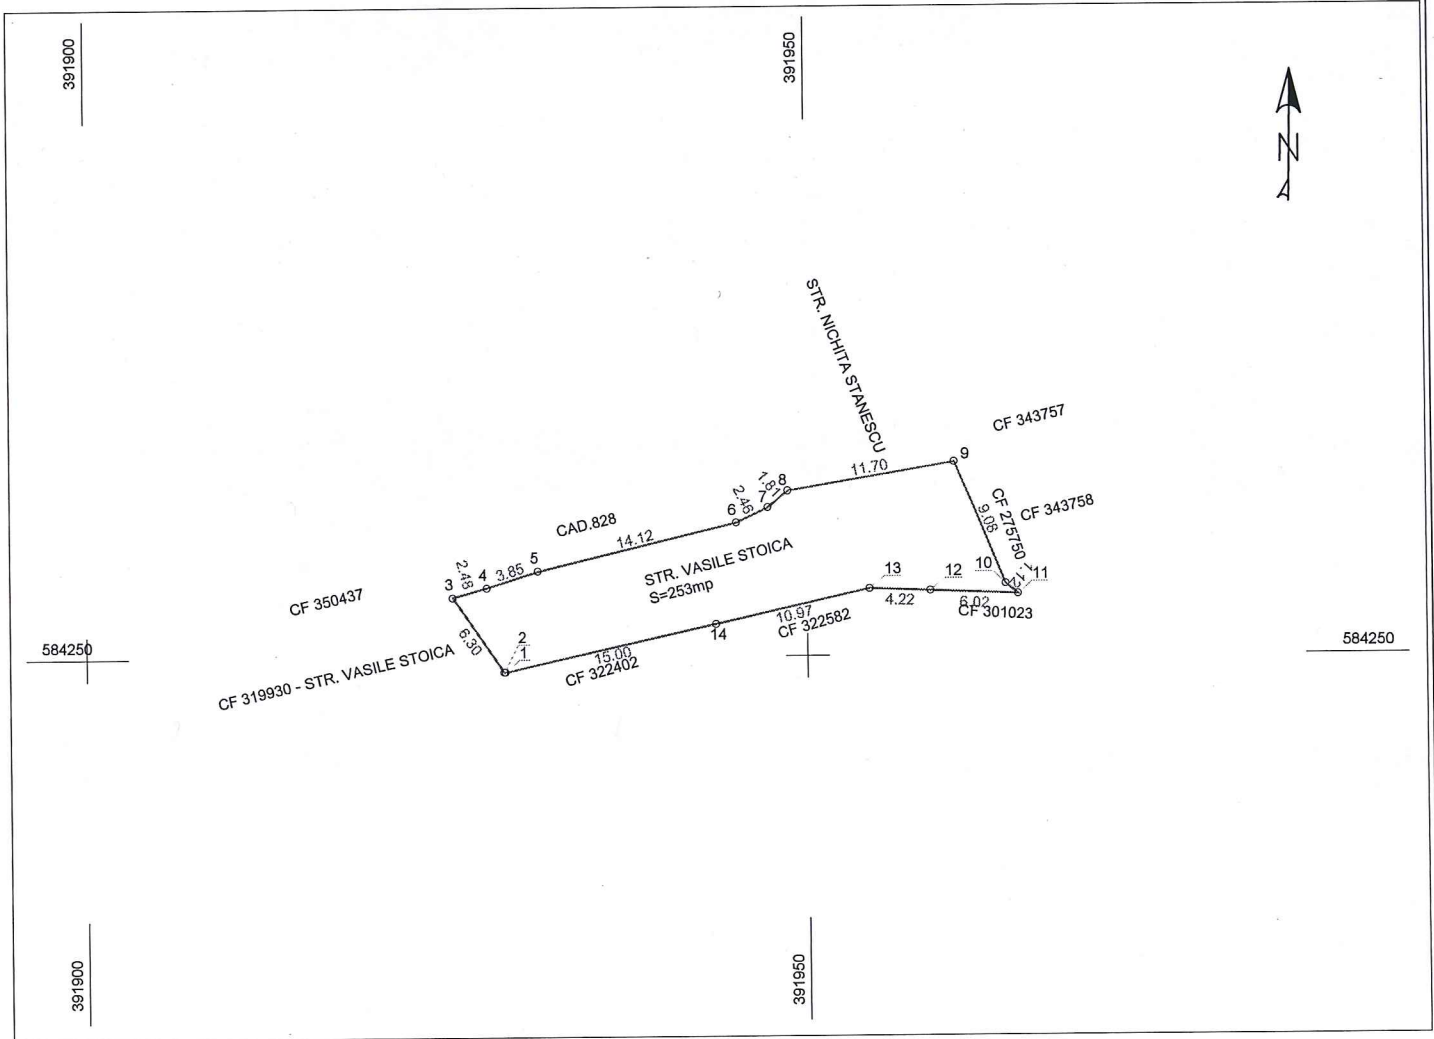 391900
391950
N
STR. NICHITA STANESCU
CF 343757
9
11.70
8
1.81
7
2.46
6
CF 275750
9.06
CF 343758
CAD.828
14.12
5
3.85
4
2.48
3
STR. VASILE STOICA
S=253mp
13
12
10
11
4.22
6.02
CF 301023
CF 350437
6.30
2
1
10.97
CF 322582
14
15.00
CF 322402
584250
584250
CF 319930 - STR. VASILE STOICA
391900
391950